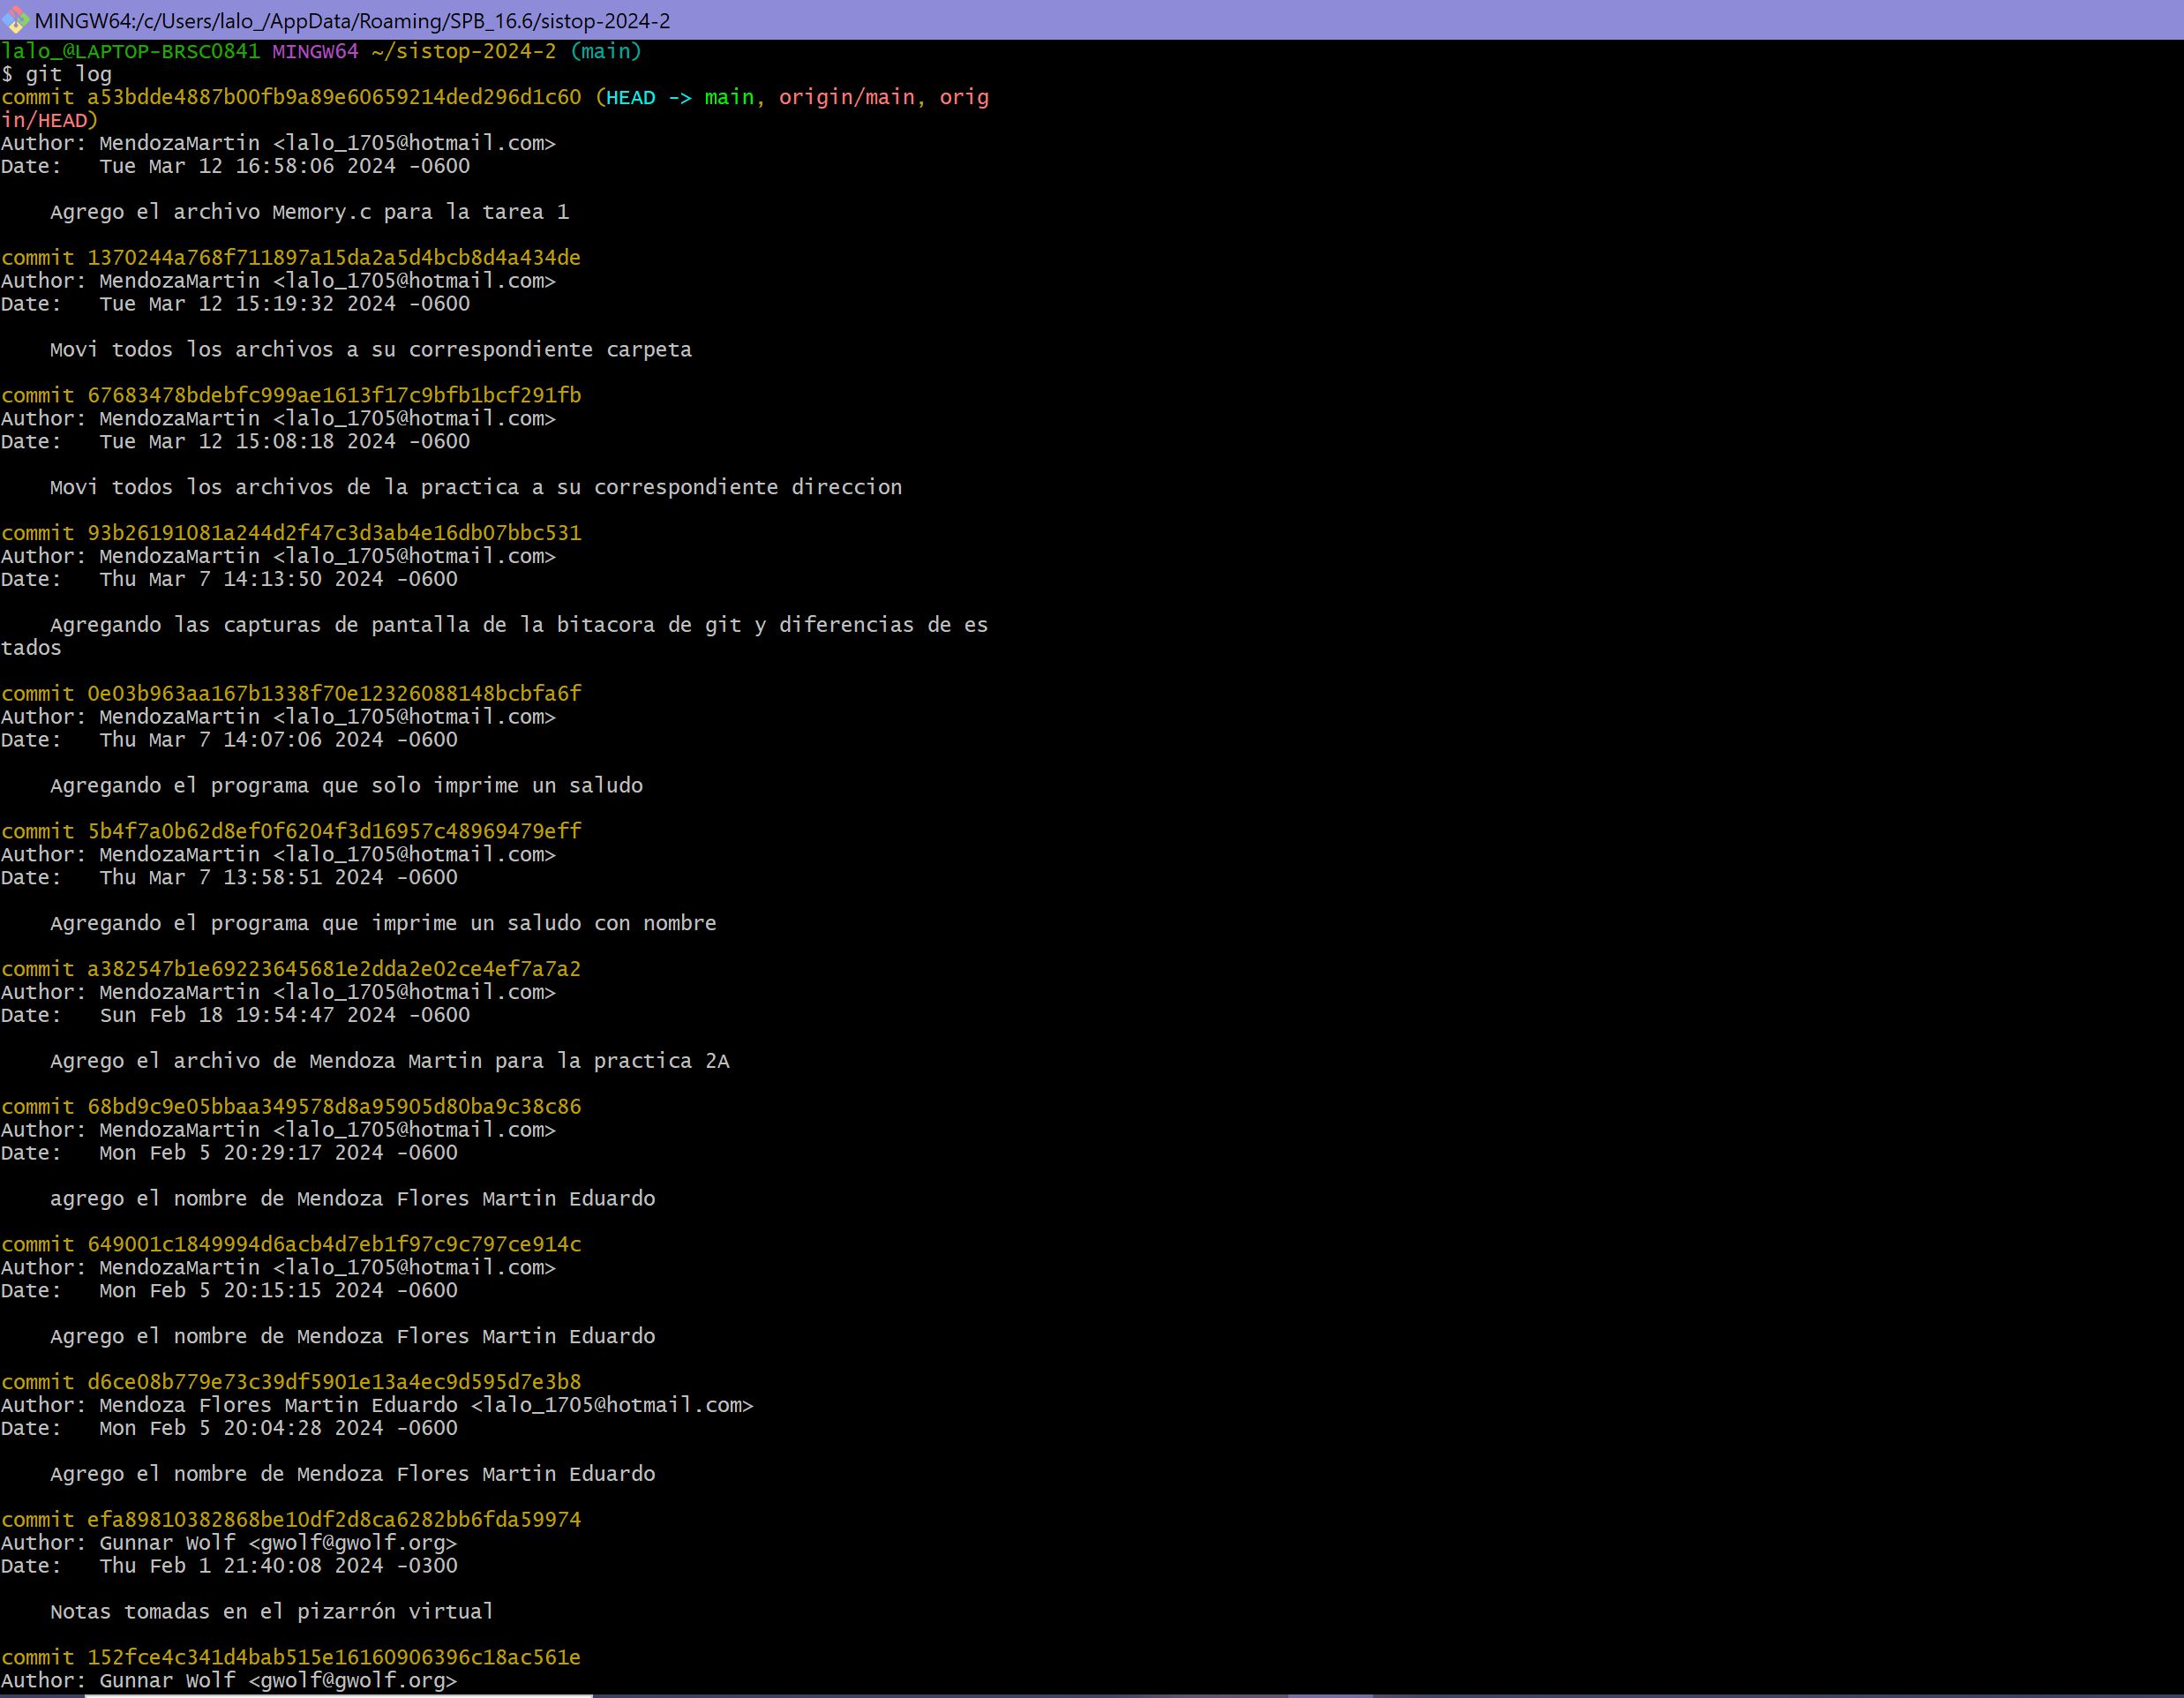 MINGW64:/c/Users/lalo_/AppData/Roaming/SPB_16.6/sistop-2024-2
lalo_@LAPTOP-BRSC0841 MINGW64 ~/sistop-2024-2 (main)
$ git log
commit a53bdde4887b00fb9a89e60659214ded296d1c60 (HEAD -> main, origin/main, orig
in/HEAD)
Author: MendozaMartin <lalo_1705@hotmail.com>
Date:   Tue Mar 12 16:58:06 2024 -0600
    Agrego el archivo Memory.c para la tarea 1
commit 1370244a768f711897a15da2a5d4bcb8d4a434de
Author: MendozaMartin <lalo_1705@hotmail.com>
Date:   Tue Mar 12 15:19:32 2024 -0600
    Movi todos los archivos a su correspondiente carpeta
commit 67683478bdebfc999ae1613f17c9bfb1bcf291fb
Author: MendozaMartin <lalo_1705@hotmail.com>
Date:   Tue Mar 12 15:08:18 2024 -0600
    Movi todos los archivos de la practica a su correspondiente direccion
commit 93b26191081a244d2f47c3d3ab4e16db07bbc531
Author: MendozaMartin <lalo_1705@hotmail.com>
Date:   Thu Mar 7 14:13:50 2024 -0600
    Agregando las capturas de pantalla de la bitacora de git y diferencias de es
tados
commit 0e03b963aa167b1338f70e12326088148bcbfa6f
Author: MendozaMartin <lalo_1705@hotmail.com>
Date:   Thu Mar 7 14:07:06 2024 -0600
    Agregando el programa que solo imprime un saludo
commit 5b4f7a0b62d8ef0f6204f3d16957c48969479eff
Author: MendozaMartin <lalo_1705@hotmail.com>
Date:   Thu Mar 7 13:58:51 2024 -0600
    Agregando el programa que imprime un saludo con nombre
commit a382547b1e69223645681e2dda2e02ce4ef7a7a2
Author: MendozaMartin <lalo_1705@hotmail.com>
Date:   Sun Feb 18 19:54:47 2024 -0600
    Agrego el archivo de Mendoza Martin para la practica 2A
commit 68bd9c9e05bbaa349578d8a95905d80ba9c38c86
Author: MendozaMartin <lalo_1705@hotmail.com>
Date:   Mon Feb 5 20:29:17 2024 -0600
    agrego el nombre de Mendoza Flores Martin Eduardo
commit 649001c1849994d6acb4d7eb1f97c9c797ce914c
Author: MendozaMartin <lalo_1705@hotmail.com>
Date:   Mon Feb 5 20:15:15 2024 -0600
    Agrego el nombre de Mendoza Flores Martin Eduardo
commit d6ce08b779e73c39df5901e13a4ec9d595d7e3b8
Author: Mendoza Flores Martin Eduardo <lalo_1705@hotmail.com>
Date:   Mon Feb 5 20:04:28 2024 -0600
    Agrego el nombre de Mendoza Flores Martin Eduardo
commit efa89810382868be10df2d8ca6282bb6fda59974
Author: Gunnar Wolf <gwolf@gwolf.org>
Date:   Thu Feb 1 21:40:08 2024 -0300
    Notas tomadas en el pizarrón virtual
commit 152fce4c341d4bab515e16160906396c18ac561e
Author: Gunnar Wolf <gwolf@gwolf.org>